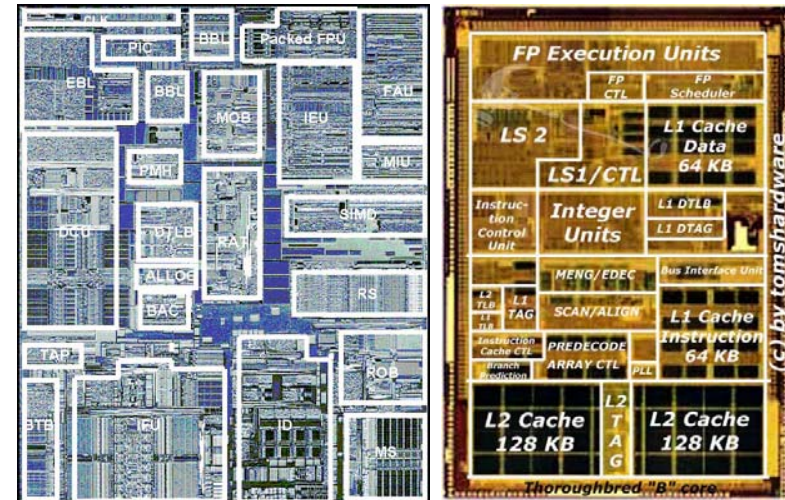 CLK
PIC
BBL
Packed FPU
EBL
BBL
MOB
IEU
FAU
PMH
MIU
DCU
DTLB
RAT
SIMD
ALLOC
BAC
RS
TAP
ROB
BTB
IFU
ID
MS
FP Execution Units
FP
CTL
FP
Scheduler
LS 2
LS1/CTL
L1 Cache
Data
64 KB
Instruc-
tion
Control
Unit
Integer
Units
L1 DTLB
L1 DTAG
MENG/EDEC
Bus Interface Unit
L2
TLB
L1
TLB
L1
TAG
SCAN/ALIGN
L1 Cache
Instruction
64 KB
Instruction
Cache CTL
Branch
Prediction
PREDECODE
ARRAY CTL
PLL
L2 Cache
128 KB
L2
T
A
G
L2 Cache
128 KB
Thoroughbred "B" core
(c) by tomshardware